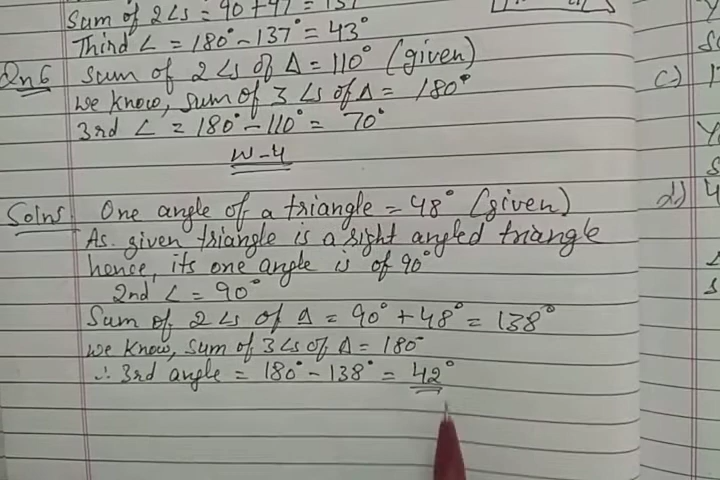 Sum of 2∠s = 90 + 47 = 137
Third ∠ = 180° - 137° = 43°
Qn6 Sum of 2 ∠s of Δ = 110° (given)
We know, sum of 3 ∠s of Δ = 180°
3rd ∠ = 180° - 110° = 70°
W-4
Solns One angle of a triangle = 48° (given)
As given triangle is a right angled triangle
hence, its one angle is of 90°
2nd ∠ = 90°
Sum of 2 ∠s of Δ = 90° + 48° = 138°
We know, sum of 3∠s of Δ = 180°
∴ 3rd angle = 180° - 138° = 42°
c)
d) 4